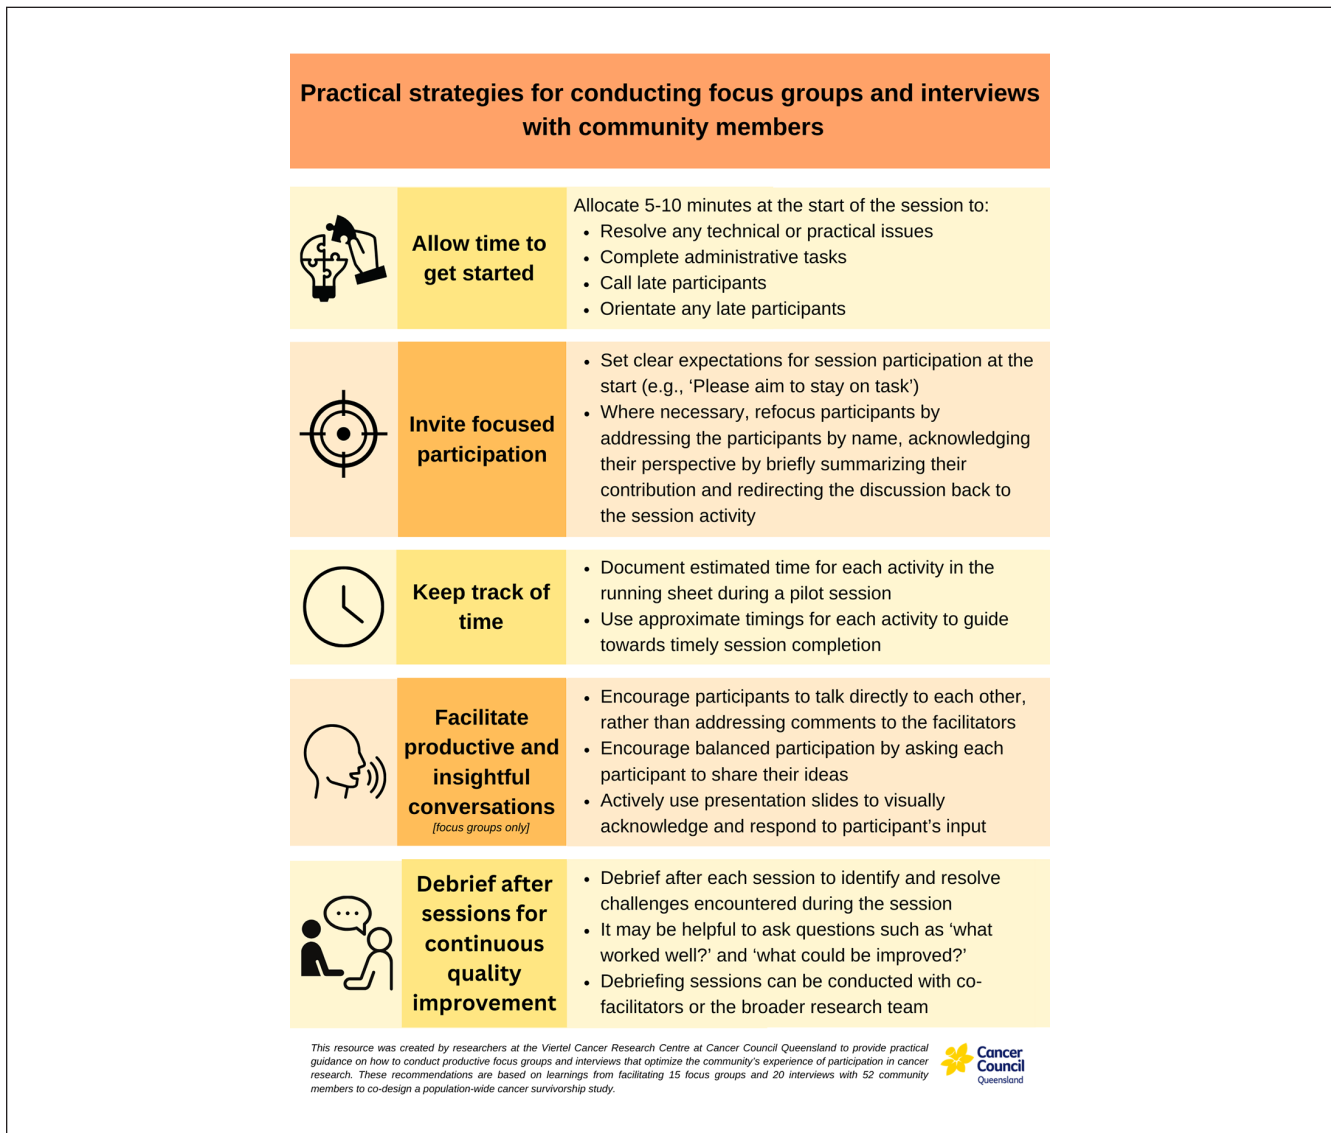 Practical strategies for conducting focus groups and interviews
with community members
Allow time to
get started
Allocate 5-10 minutes at the start of the session to:
• Resolve any technical or practical issues
• Complete administrative tasks
• Call late participants
• Orientate any late participants
Invite focused
participation
• Set clear expectations for session participation at the
start (e.g., ‘Please aim to stay on task’)
• Where necessary, refocus participants by
addressing the participants by name, acknowledging
their perspective by briefly summarizing their
contribution and redirecting the discussion back to
the session activity
Keep track of
time
• Document estimated time for each activity in the
running sheet during a pilot session
• Use approximate timings for each activity to guide
towards timely session completion
Facilitate
productive and
insightful
conversations
[focus groups only]
• Encourage participants to talk directly to each other,
rather than addressing comments to the facilitators
• Encourage balanced participation by asking each
participant to share their ideas
• Actively use presentation slides to visually
acknowledge and respond to participant’s input
Debrief after
sessions for
continuous
quality
improvement
• Debrief after each session to identify and resolve
challenges encountered during the session
• It may be helpful to ask questions such as ‘what
worked well?’ and ‘what could be improved?’
• Debriefing sessions can be conducted with co-
facilitators or the broader research team
This resource was created by researchers at the Viertel Cancer Research Centre at Cancer Council Queensland to provide practical
guidance on how to conduct productive focus groups and interviews that optimize the community’s experience of participation in cancer
research. These recommendations are based on learnings from facilitating 15 focus groups and 20 interviews with 52 community
members to co-design a population-wide cancer survivorship study.
Cancer
Council
Queensland